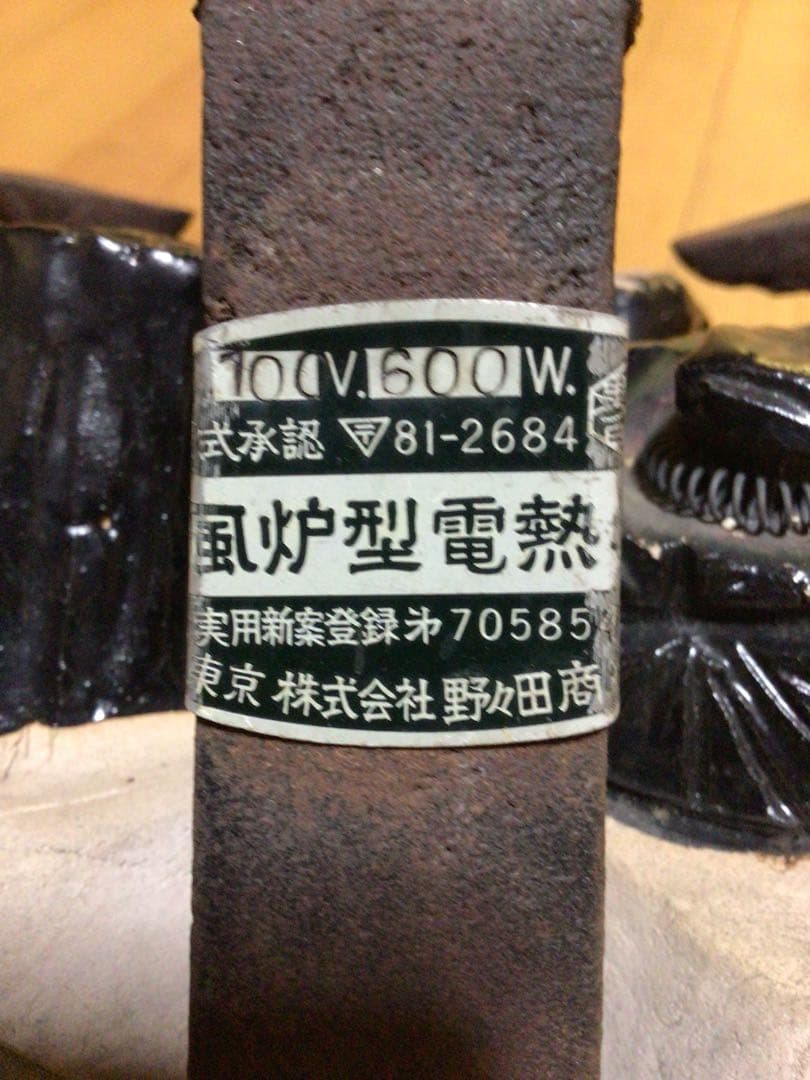 100V. 600W.
式承認 ▽〒81-2684
風炉型電熱
実用新案登録㐧70585
東京 株式会社 野々田商